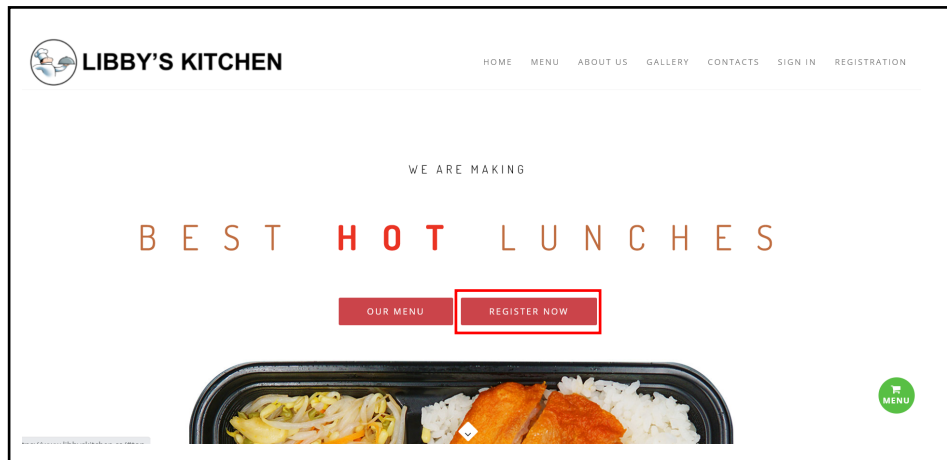 LIBBY'S KITCHEN
HOME MENU ABOUT US GALLERY CONTACTS SIGN IN REGISTRATION
WE ARE MAKING
BEST HOT LUNCHES
OUR MENU REGISTER NOW
MENU